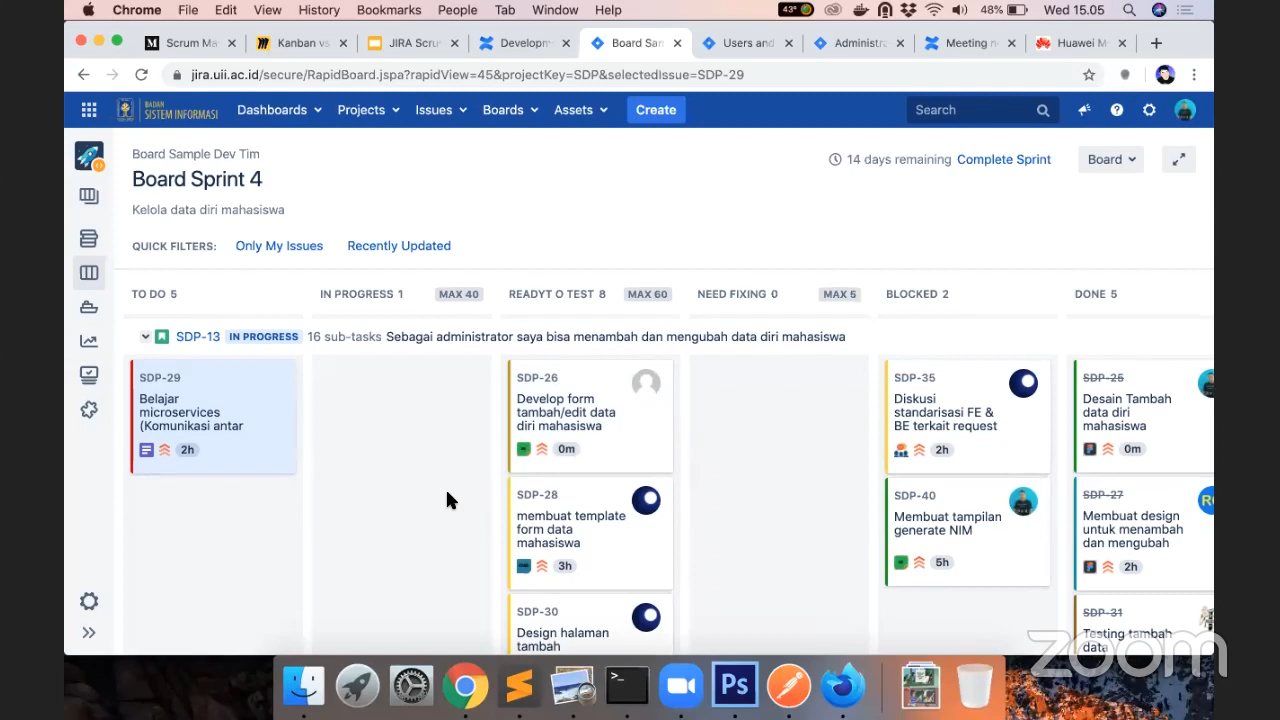 Chrome File Edit View History Bookmarks People Tab Window Help 43° 48% Wed 15.05
Scrum Ma Kanban vs JIRA Scru Developm Board Sam Users and Administra Meeting n Huawei M
jira.uii.ac.id/secure/RapidBoard.jspa?rapidView=45&projectKey=SDP&selectedIssue=SDP-29
BADAN
SISTEM INFORMASI
Dashboards Projects Issues Boards Assets Create Search
Board Sample Dev Tim
14 days remaining Complete Sprint Board
Board Sprint 4
Kelola data diri mahasiswa
QUICK FILTERS: Only My Issues Recently Updated
TO DO 5 IN PROGRESS 1 MAX 40 READYT O TEST 8 MAX 60 NEED FIXING 0 MAX 5 BLOCKED 2 DONE 5
SDP-13 IN PROGRESS 16 sub-tasks Sebagai administrator saya bisa menambah dan mengubah data diri mahasiswa
SDP-29
Belajar
microservices
(Komunikasi antar
2h
SDP-26
Develop form
tambah/edit data
diri mahasiswa
0m
SDP-28
membuat template
form data
mahasiswa
3h
SDP-30
Design halaman
tambah
SDP-35
Diskusi
standarisasi FE &
BE terkait request
2h
SDP-40
Membuat tampilan
generate NIM
5h
SDP-25
Desain Tambah
data diri
mahasiswa
0m
SDP-27
Membuat design
untuk menambah
dan mengubah
2h
SDP-31
Testing tambah
data
Ps
zoom